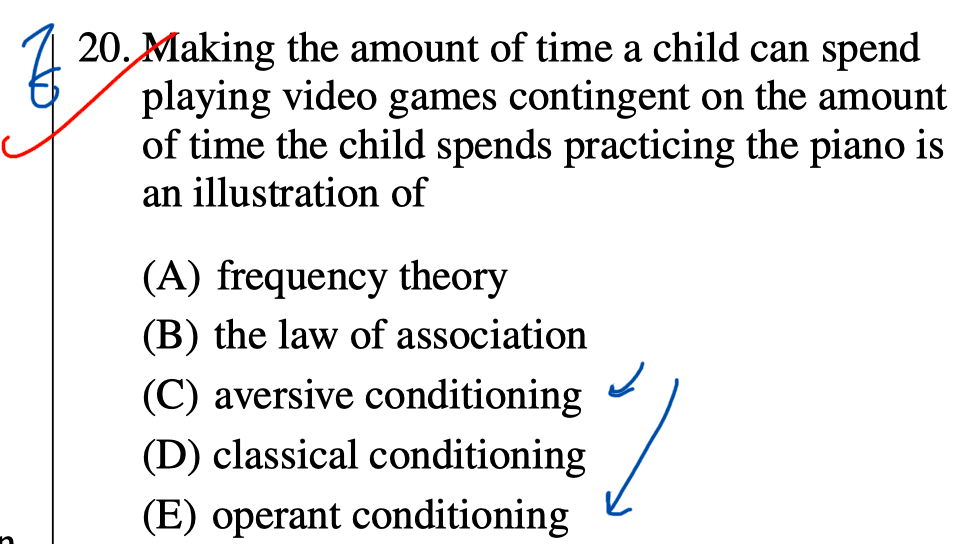 20. Making the amount of time a child can spend
playing video games contingent on the amount
of time the child spends practicing the piano is
an illustration of
(A) frequency theory
(B) the law of association
(C) aversive conditioning
(D) classical conditioning
(E) operant conditioning